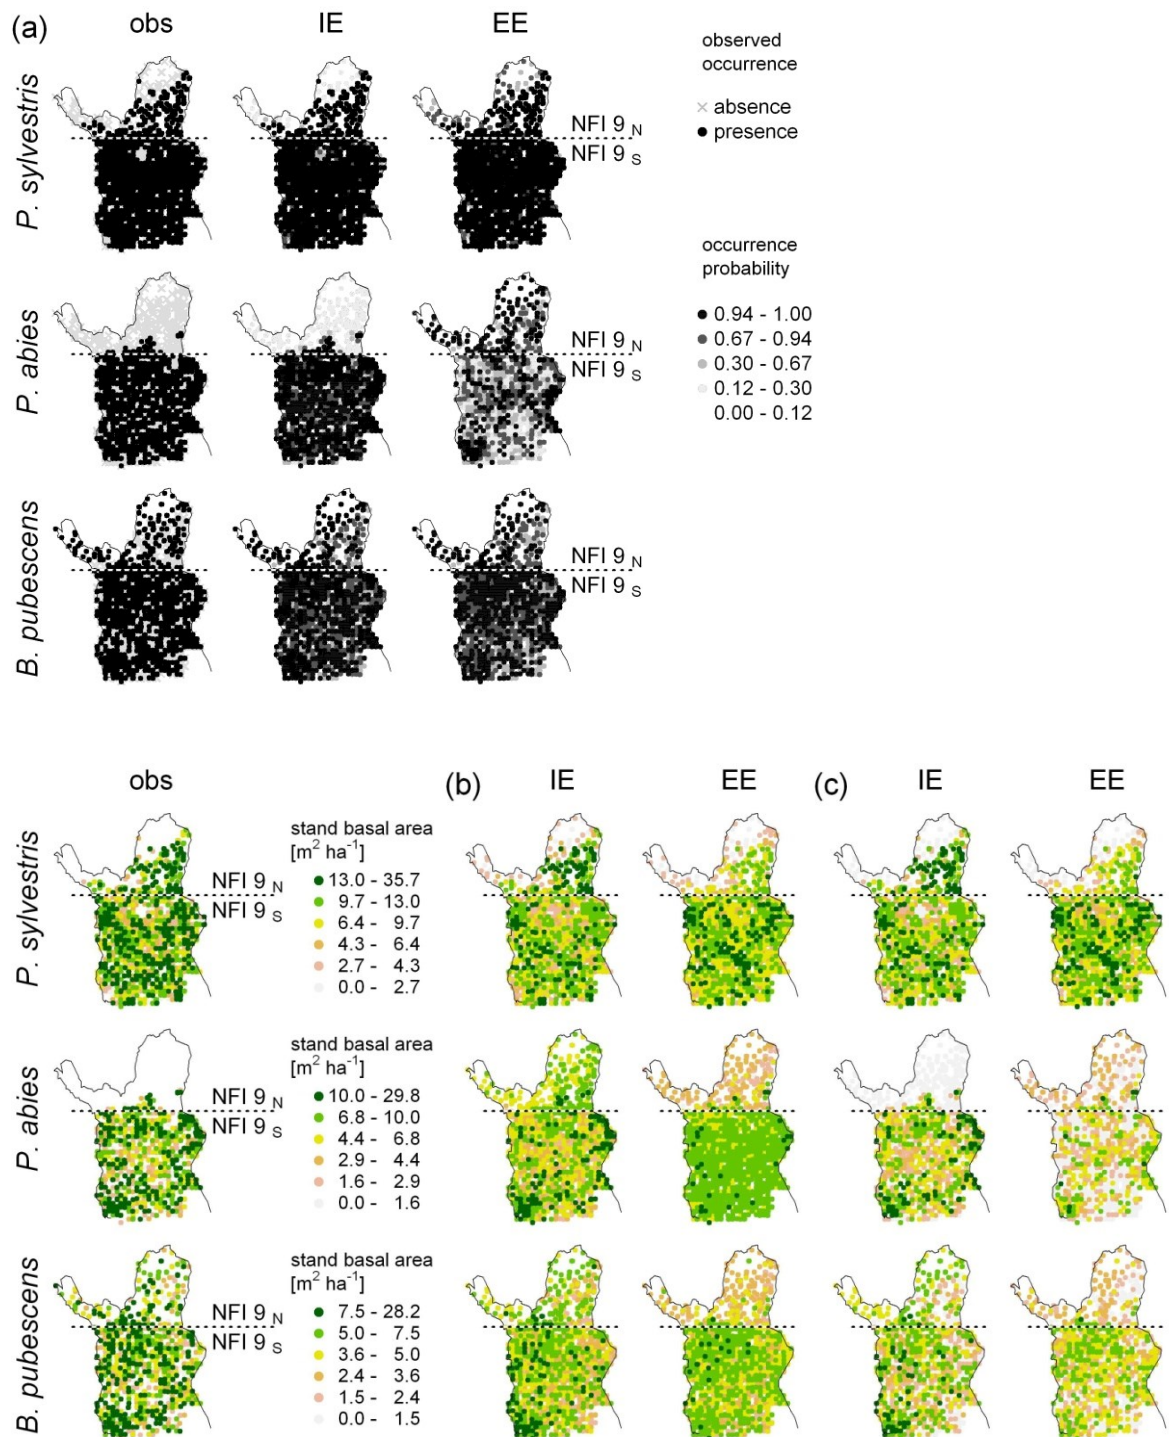 (a) obs IE EE
observed
occurrence
× absence
● presence
P. sylvestris
NFI 9 N
NFI 9 S
occurrence
probability
0.94 - 1.00
0.67 - 0.94
0.30 - 0.67
0.12 - 0.30
0.00 - 0.12
P. abies
NFI 9 N
NFI 9 S
B. pubescens
NFI 9 N
NFI 9 S
obs (b) IE EE (c) IE EE
P. sylvestris
NFI 9 N
NFI 9 S
stand basal area
[m² ha⁻¹]
13.0 - 35.7
9.7 - 13.0
6.4 - 9.7
4.3 - 6.4
2.7 - 4.3
0.0 - 2.7
P. abies
NFI 9 N
NFI 9 S
stand basal area
[m² ha⁻¹]
10.0 - 29.8
6.8 - 10.0
4.4 - 6.8
2.9 - 4.4
1.6 - 2.9
0.0 - 1.6
B. pubescens
NFI 9 N
NFI 9 S
stand basal area
[m² ha⁻¹]
7.5 - 28.2
5.0 - 7.5
3.6 - 5.0
2.4 - 3.6
1.5 - 2.4
0.0 - 1.5